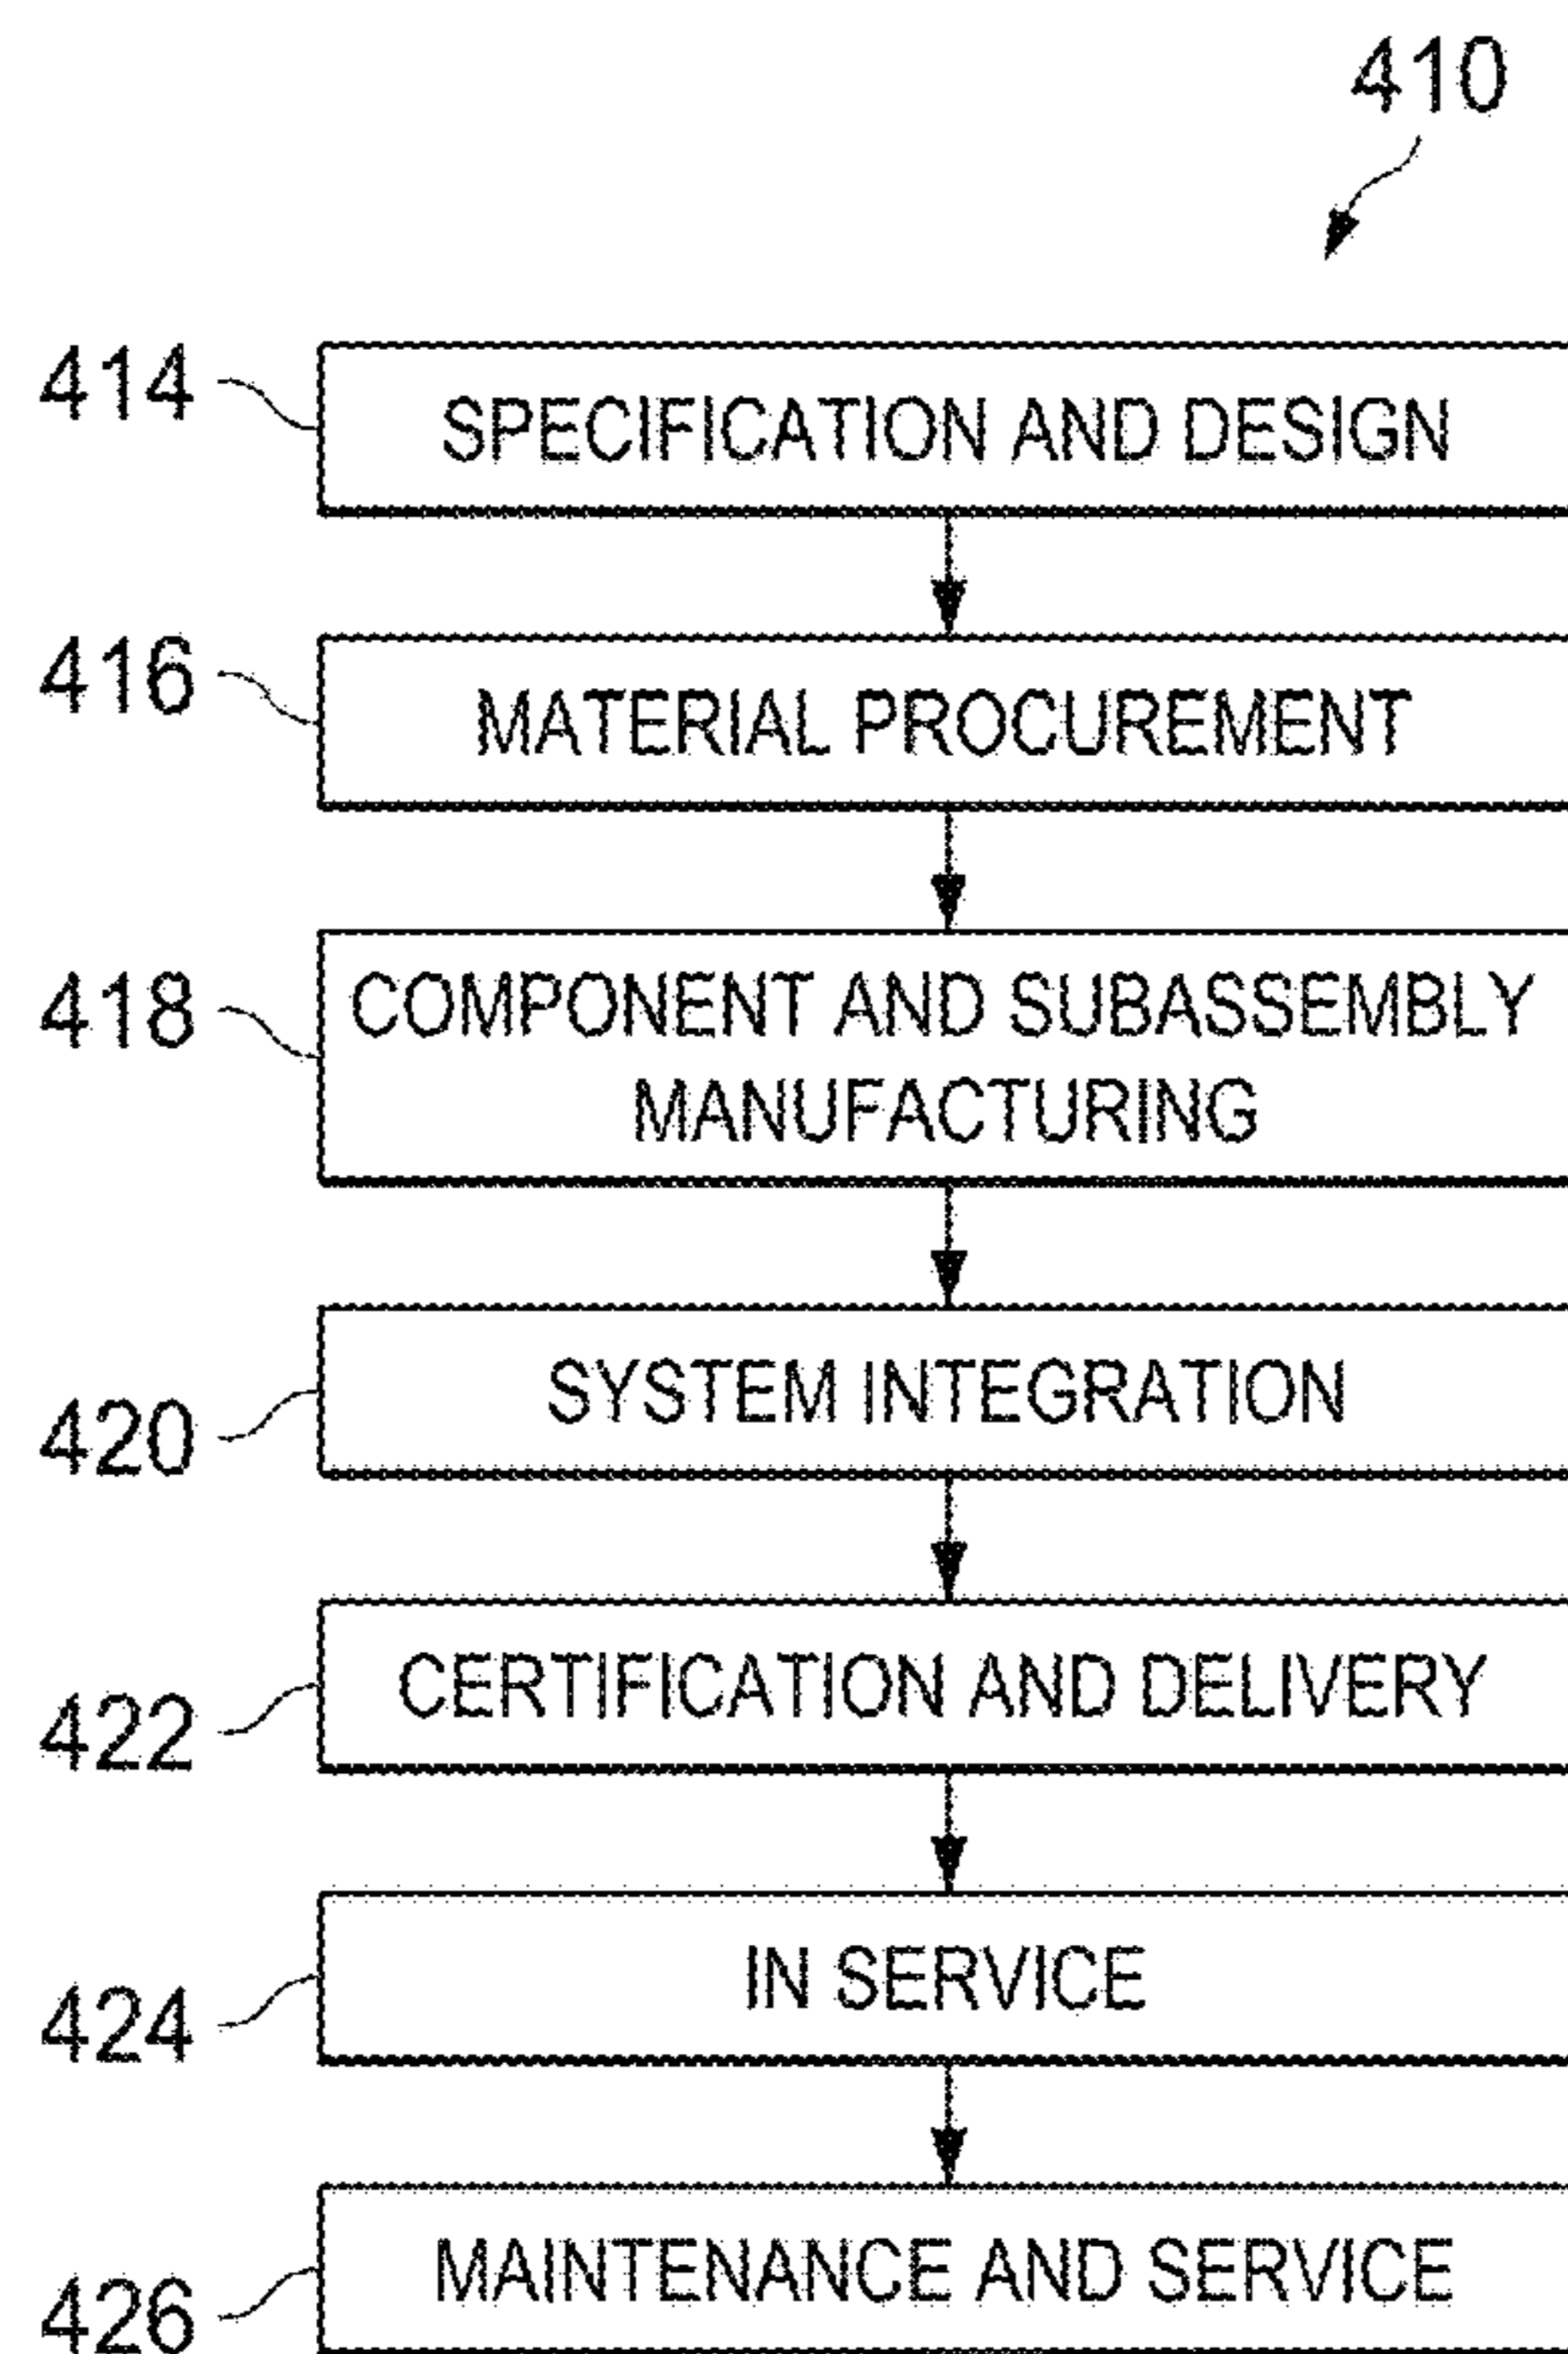 410
414 SPECIFICATION AND DESIGN
416 MATERIAL PROCUREMENT
418 COMPONENT AND SUBASSEMBLY
MANUFACTURING
420 SYSTEM INTEGRATION
422 CERTIFICATION AND DELIVERY
424 IN SERVICE
426 MAINTENANCE AND SERVICE